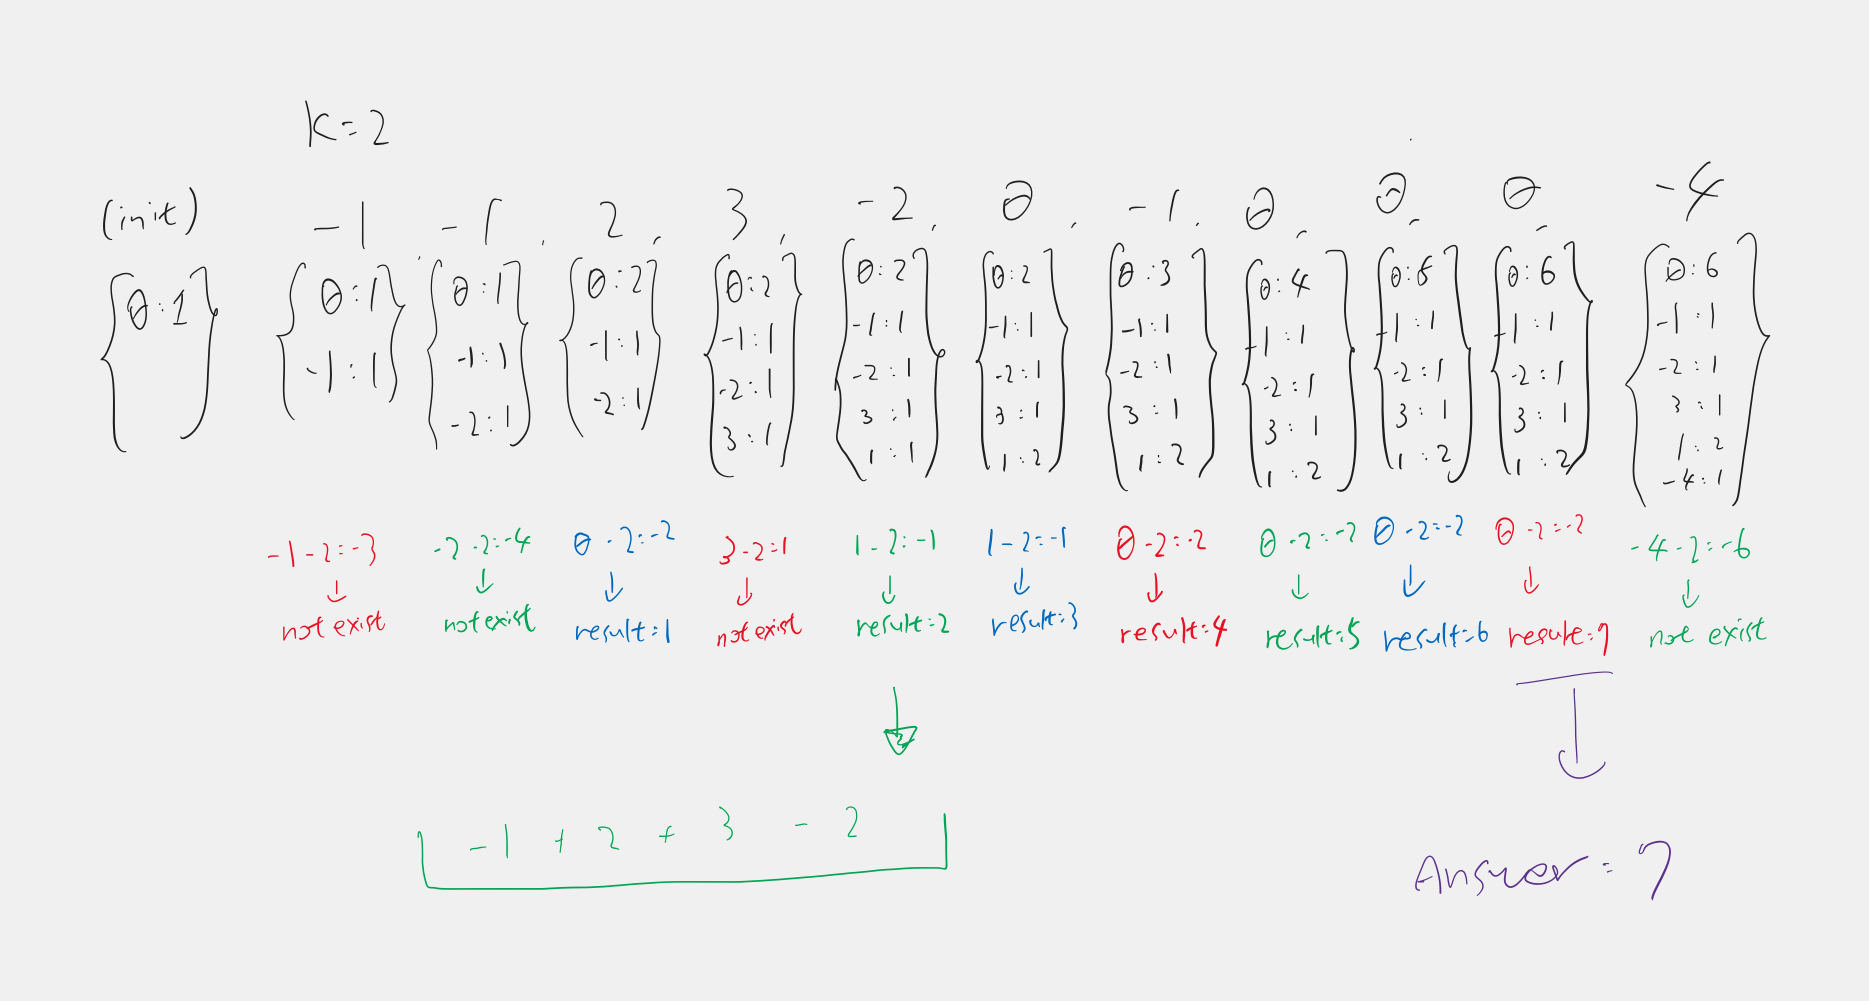 K=2
(init) -1, -1, 2, 3, -2, 0, -1, 0, 0, 0, -4
{0:1} {0:1 {0:1 {0:2 {0:2 {0:2 {0:2 {0:3 {0:4 {0:5 {0:6 {0:6
-1:1} -1:1 -1:1 -1:1 -1:1 -1:1 -1:1 -1:1 -1:1 -1:1 -1:1
-2:1} -2:1} -2:1 -2:1 -2:1 -2:1 -2:1 -2:1 -2:1 -2:1
3:1} 3:1 3:1 3:1 3:1 3:1 3:1 3:1
1:1} 1:2} 1:2} 1:2} 1:2} 1:2} 1:2
-4:1}
-1-2=-3 -2-2=-4 0-2=-2 3-2=1 1-2=-1 1-2=-1 0-2=-2 0-2=-2 0-2=-2 0-2=-2 -4-2=-6
↓ ↓ ↓ ↓ ↓ ↓ ↓ ↓ ↓ ↓ ↓
not exist not exist result=1 not exist result=2 result=3 result=4 result=5 result=6 result=7 not exist
-1 + 2 + 3 - 2
Answer = 7